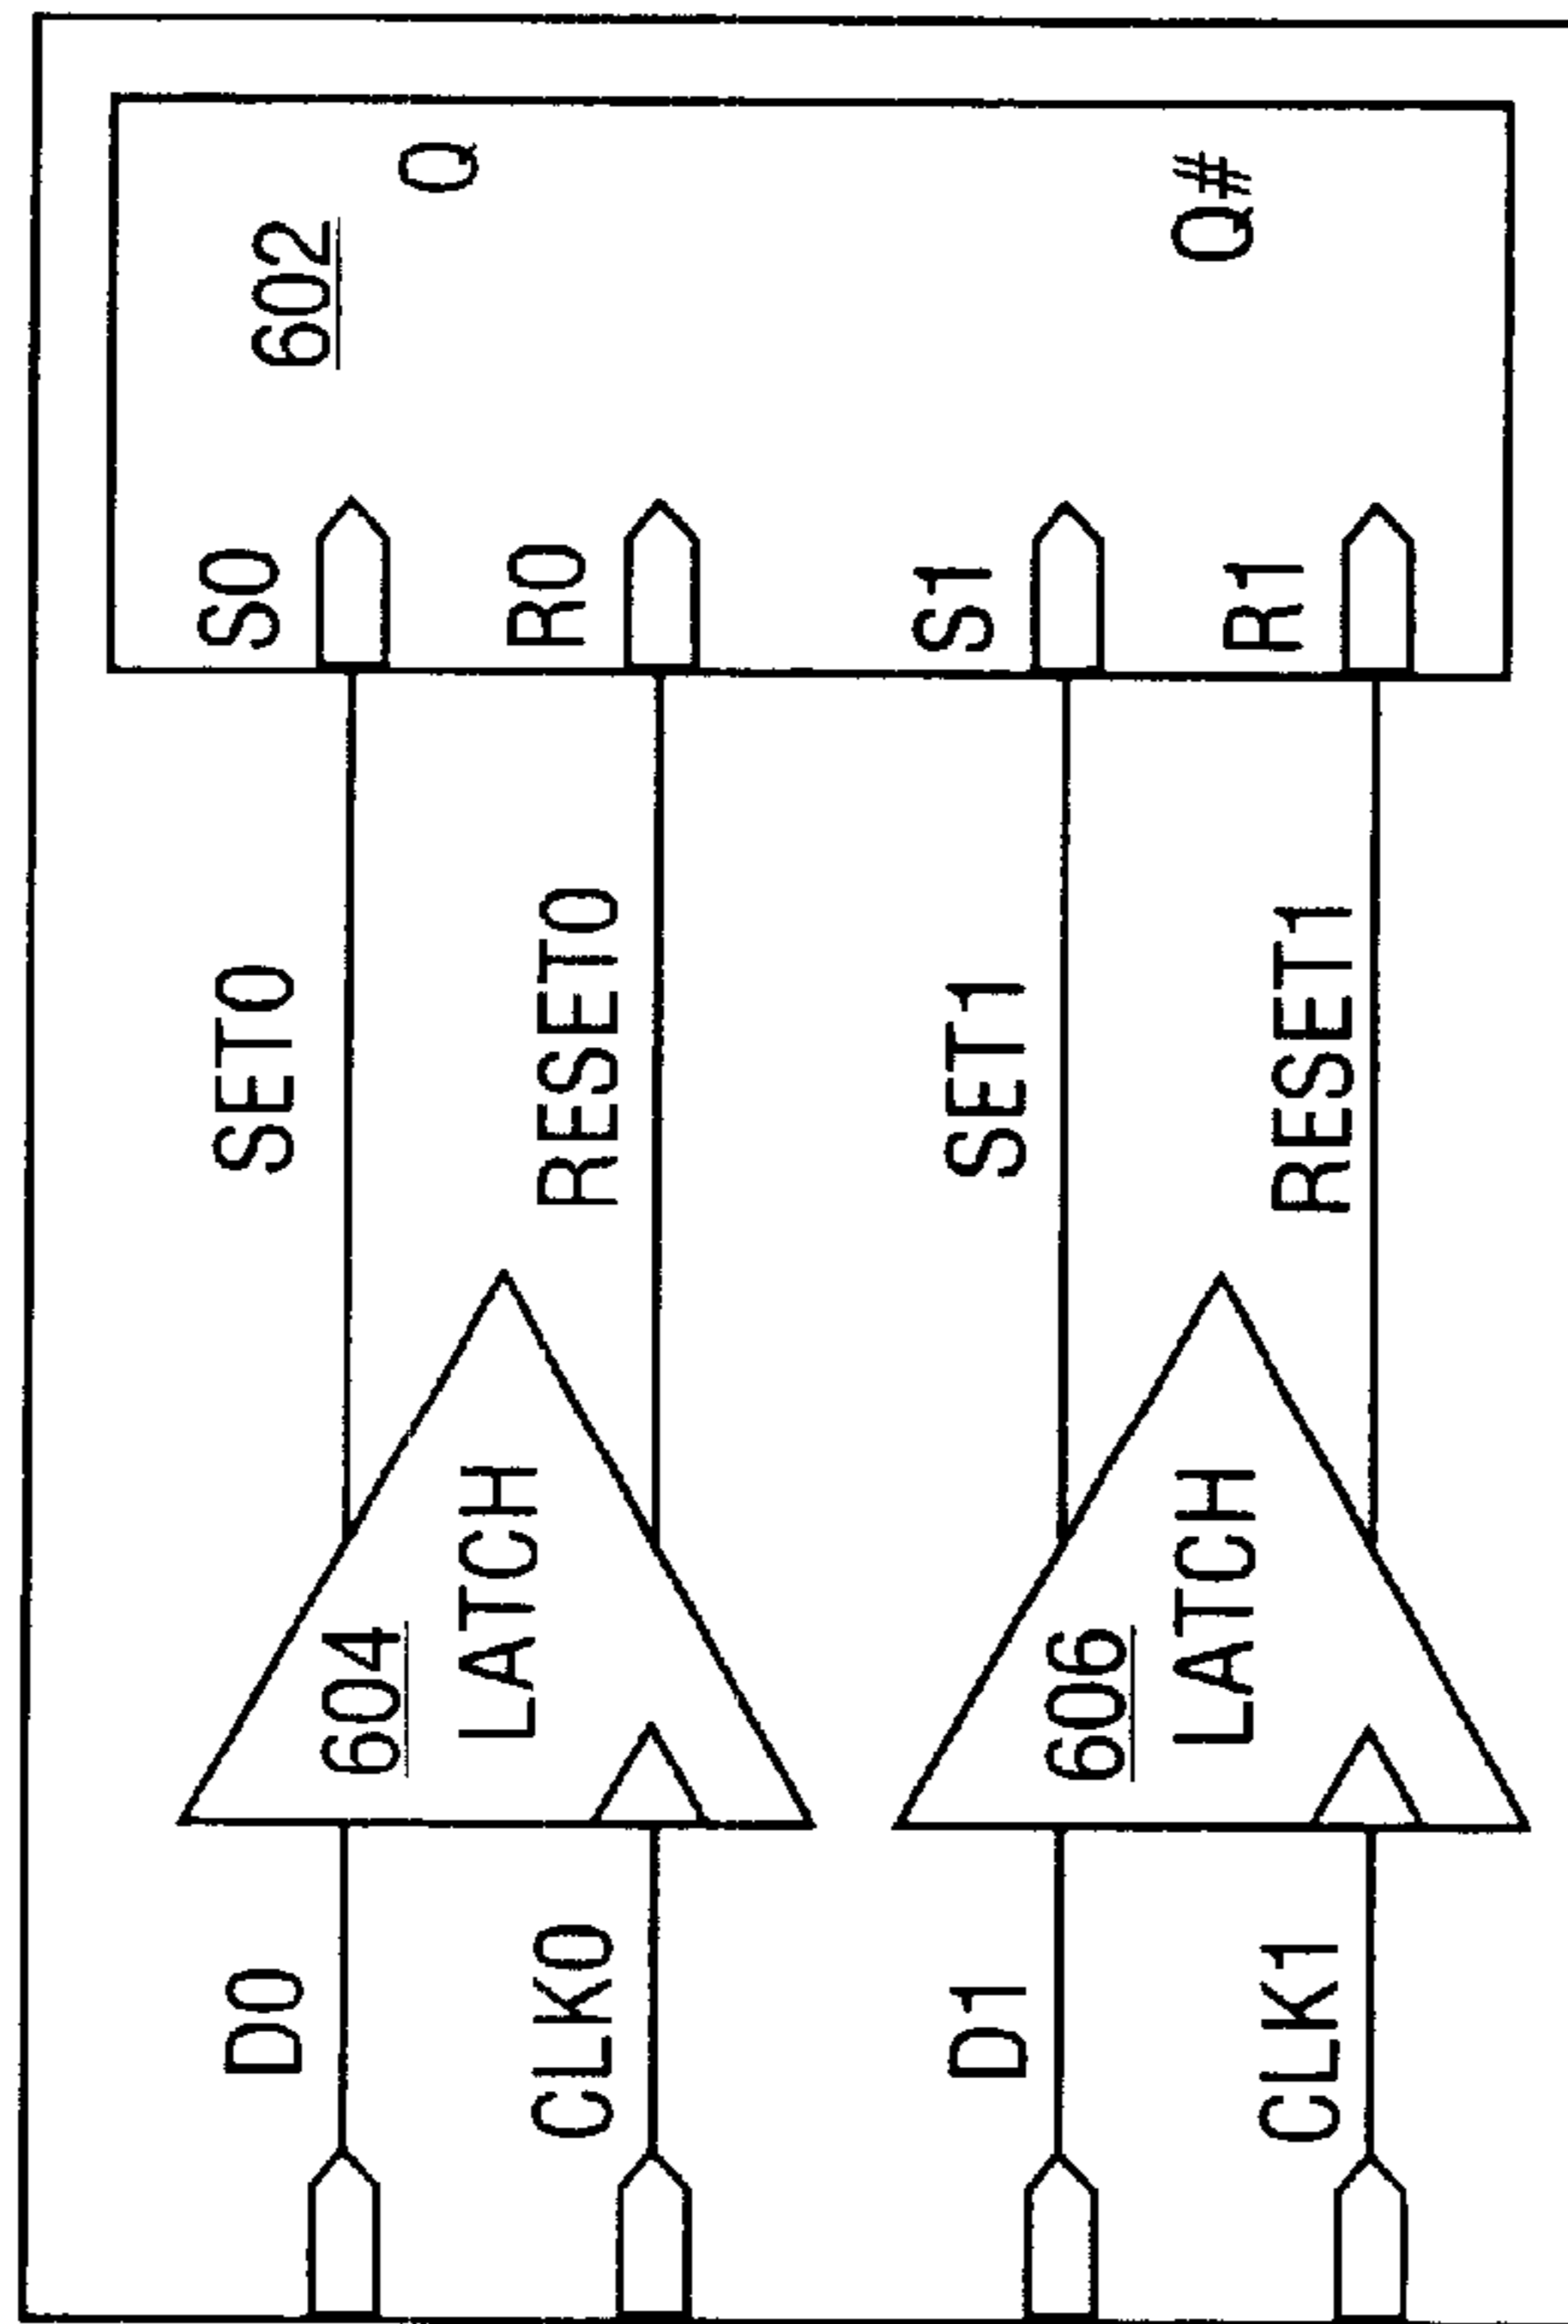 D0
604
LATCH
SET0
S0
602
Q
CLK0
RESET0
R0
D1
606
LATCH
SET1
S1
Q#
CLK1
RESET1
R1